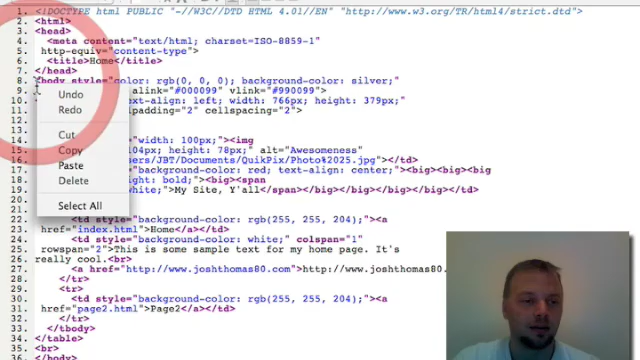 1. <!DOCTYPE html PUBLIC "-//W3C//DTD HTML 4.01//EN" "http://www.w3.org/TR/html4/strict.dtd">
2. <html>
3. <head>
4. <meta content="text/html; charset=ISO-8859-1"
5. http-equiv="content-type">
6. <title>Home</title>
7. </head>
8. <body style="color: rgb(0, 0, 0); background-color: silver;"
9. alink="#000099" vlink="#990099">
10. text-align: left; width: 766px; height: 379px;"
11. cellspacing="2">
Undo
Redo
Cut
Copy
Paste
Delete
Select All
14. width: 100px;"><img
104px; height: 78px;" alt="Awesomeness"
/JBT/Documents/QuikPix/Photo%2025.jpg"></td>
17. background-color: red; text-align: center;"><big><big><big
18. bold;"><big><span
19. ">My Site, Y'all</span></big></big></big></big></td>
20.
21.
22. <td style="background-color: rgb(255, 255, 204);"><a
23. href="index.html">Home</a></td>
24. <td style="background-color: white;" colspan="1"
25. rowspan="2">This is some sample text for my home page. It's
26. really cool.<br>
27. <a href="http://www.joshthomas80.com">http://www.joshthomas80.
28. </tr>
29. <tr>
30. <td style="background-color: rgb(255, 255, 204);"><a
31. href="page2.html">Page2</a></td>
32. </tr>
33. </tbody>
34. </table>
35. <br>
36. </body>